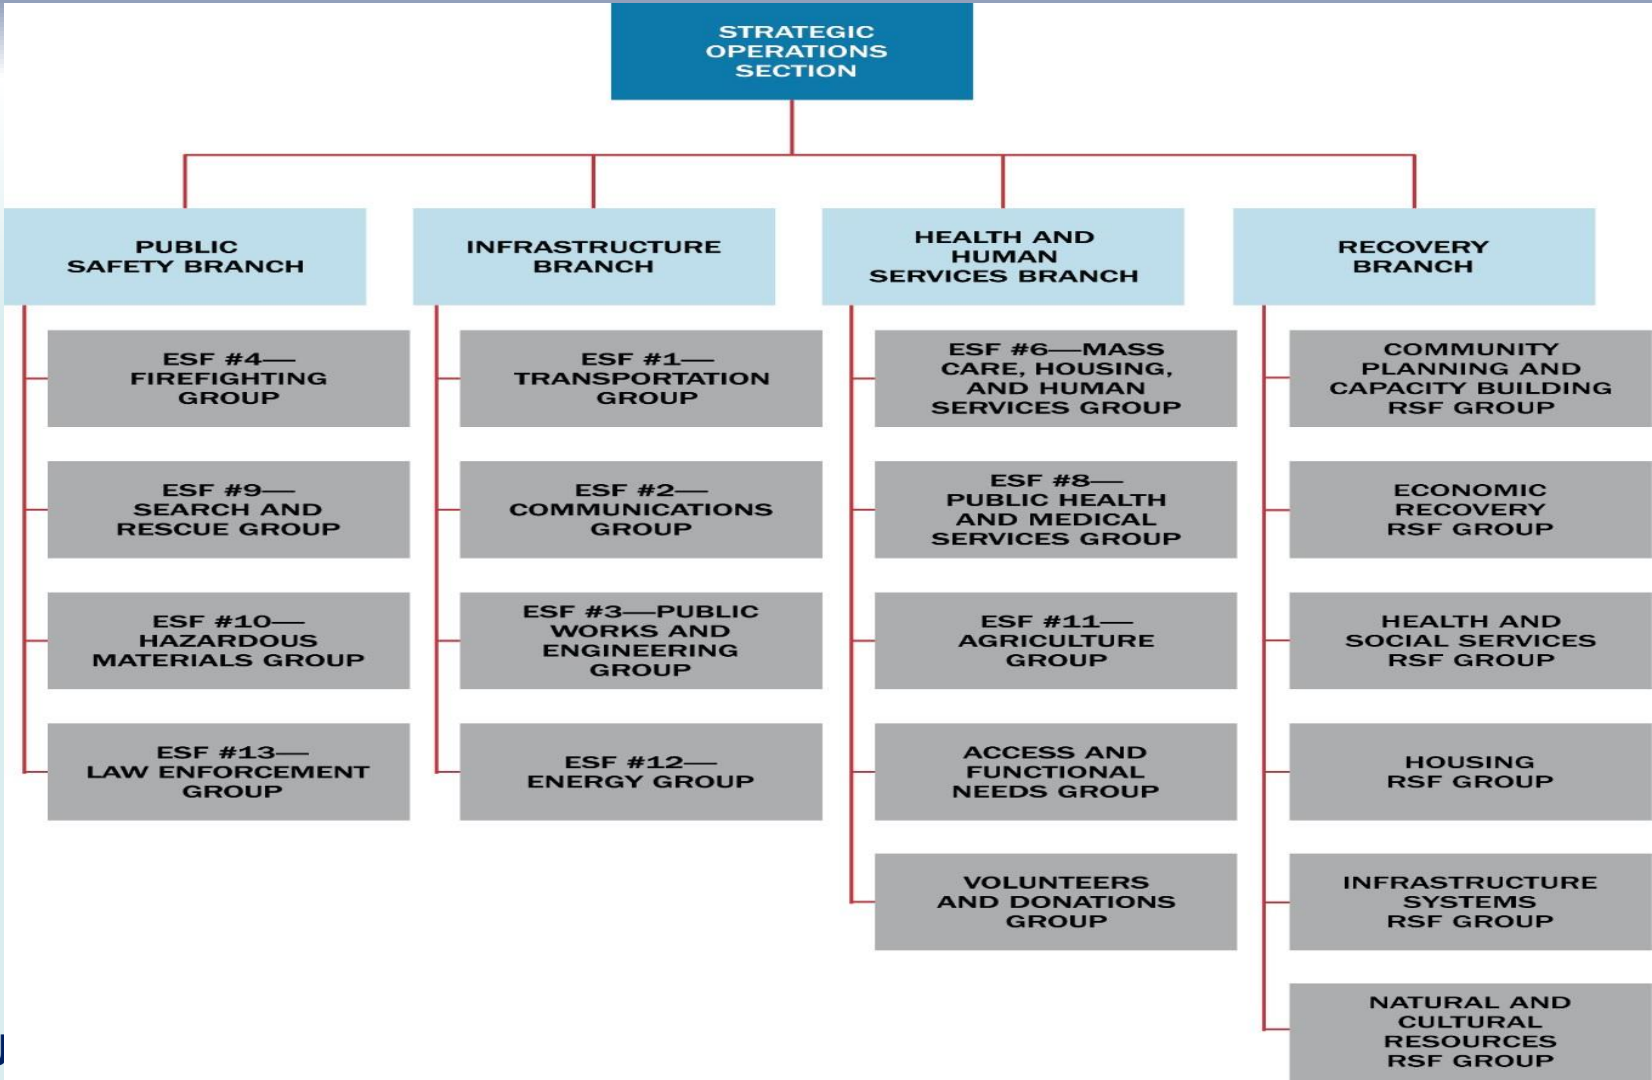 STRATEGIC
OPERATIONS
SECTION
PUBLIC
SAFETY BRANCH
INFRASTRUCTURE
BRANCH
HEALTH AND
HUMAN
SERVICES BRANCH
RECOVERY
BRANCH
ESF #4—
FIREFIGHTING
GROUP
ESF #1—
TRANSPORTATION
GROUP
ESF #6—MASS
CARE, HOUSING,
AND HUMAN
SERVICES GROUP
COMMUNITY
PLANNING AND
CAPACITY BUILDING
RSF GROUP
ESF #9—
SEARCH AND
RESCUE GROUP
ESF #2—
COMMUNICATIONS
GROUP
ESF #8—
PUBLIC HEALTH
AND MEDICAL
SERVICES GROUP
ECONOMIC
RECOVERY
RSF GROUP
ESF #10—
HAZARDOUS
MATERIALS GROUP
ESF #3—PUBLIC
WORKS AND
ENGINEERING
GROUP
ESF #11—
AGRICULTURE
GROUP
HEALTH AND
SOCIAL SERVICES
RSF GROUP
ESF #13—
LAW ENFORCEMENT
GROUP
ESF #12—
ENERGY GROUP
ACCESS AND
FUNCTIONAL
NEEDS GROUP
HOUSING
RSF GROUP
VOLUNTEERS
AND DONATIONS
GROUP
INFRASTRUCTURE
SYSTEMS
RSF GROUP
NATURAL AND
CULTURAL
RESOURCES
RSF GROUP